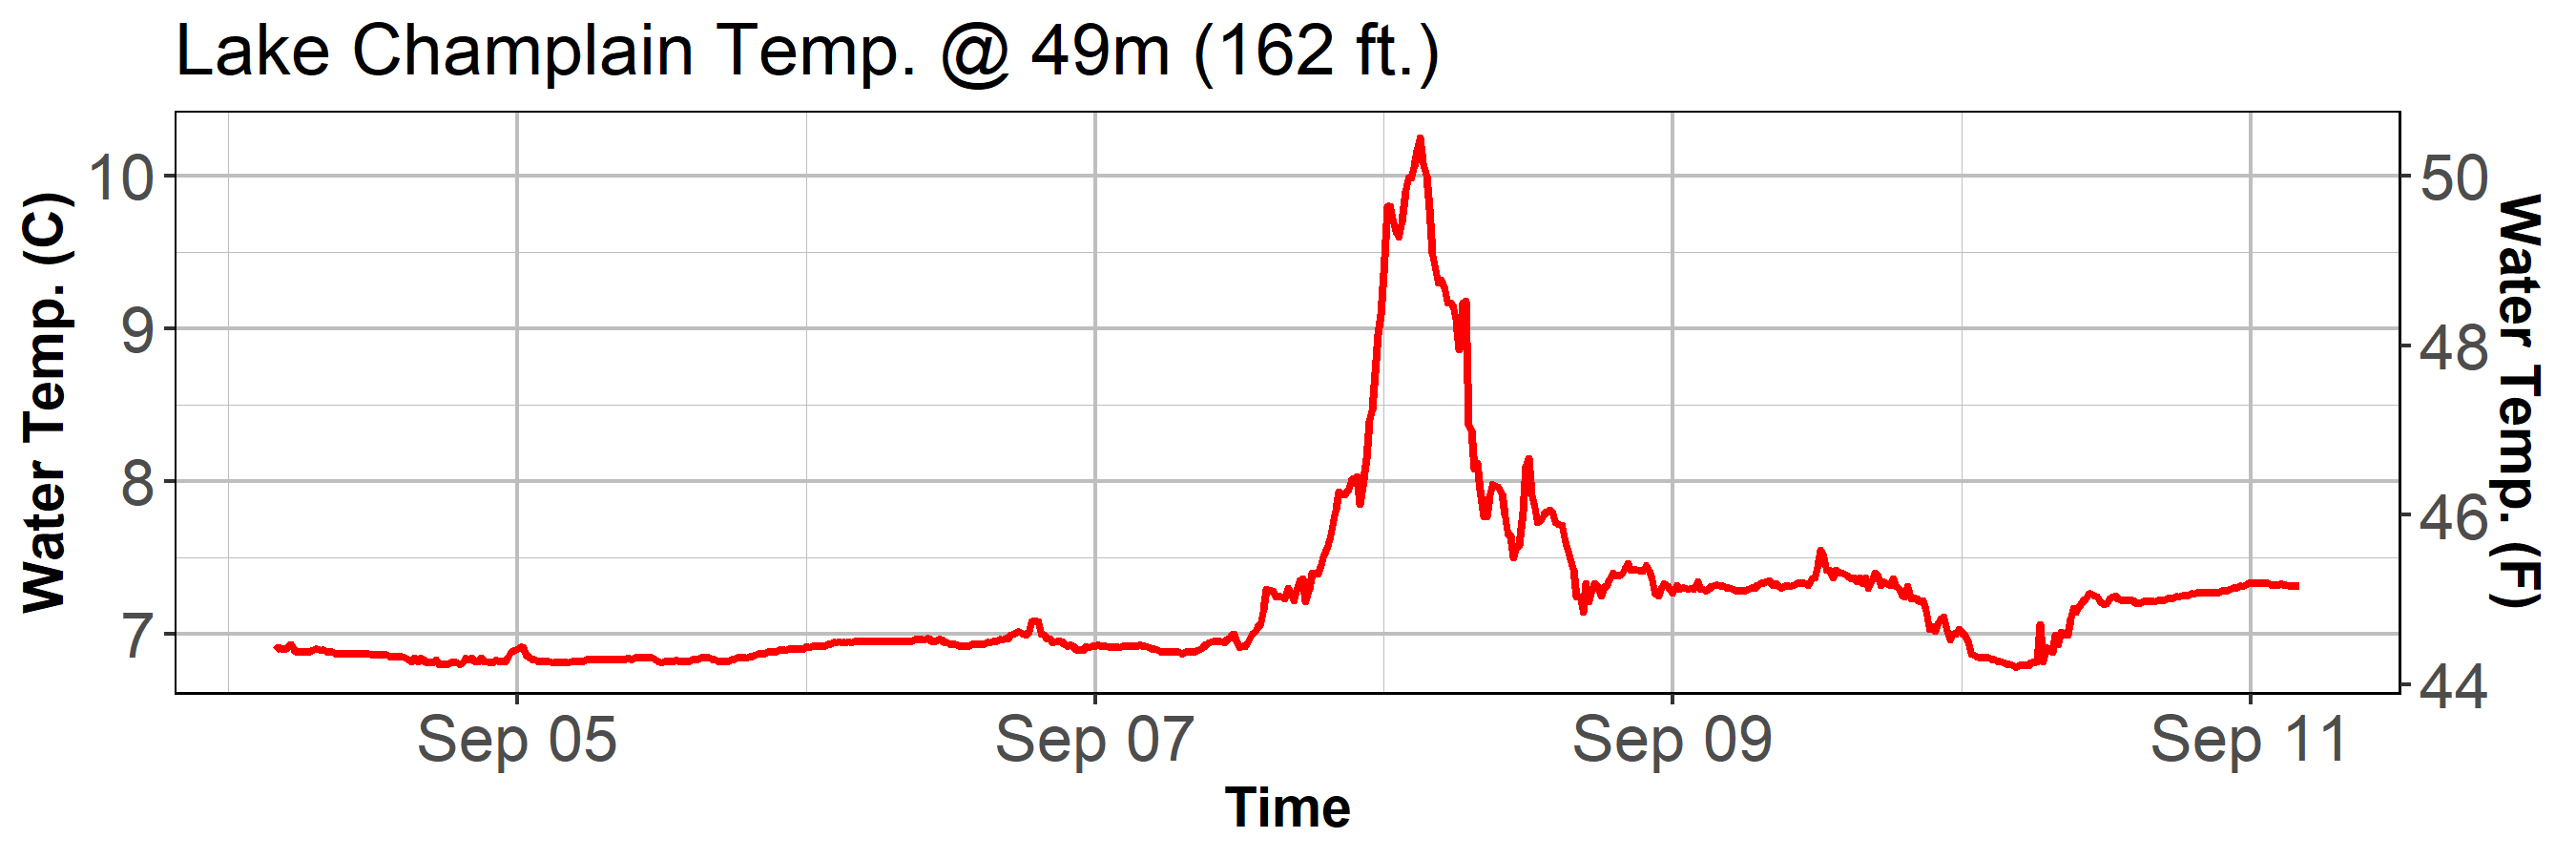 Lake Champlain Temp. @ 49m (162 ft.)
Water Temp. (C)
10
9
8
7
50
48
46
44
Water Temp. (F)
Sep 05
Sep 07
Sep 09
Sep 11
Time